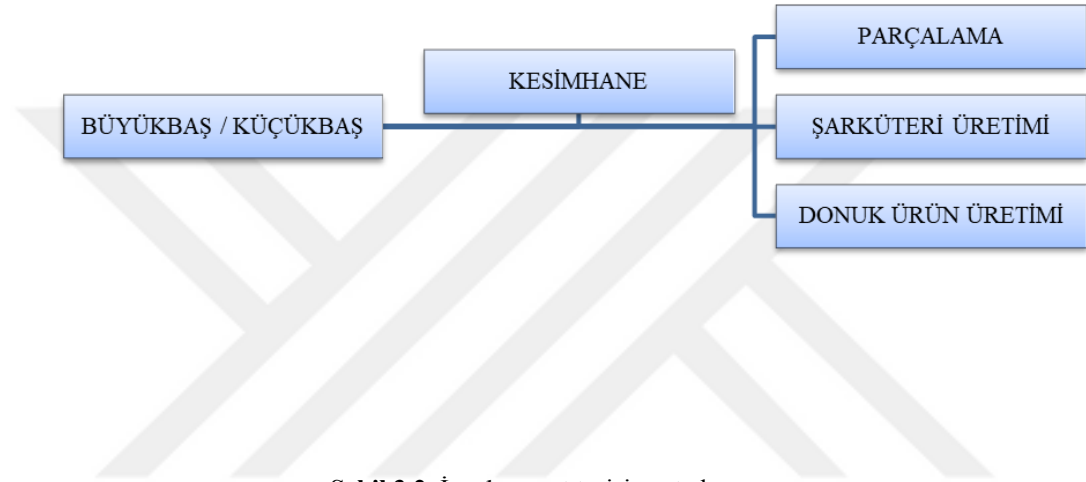 PARÇALAMA
KESİMHANE
BÜYÜKBAŞ / KÜÇÜKBAŞ
ŞARKÜTERİ ÜRETİMİ
DONUK ÜRÜN ÜRETİMİ